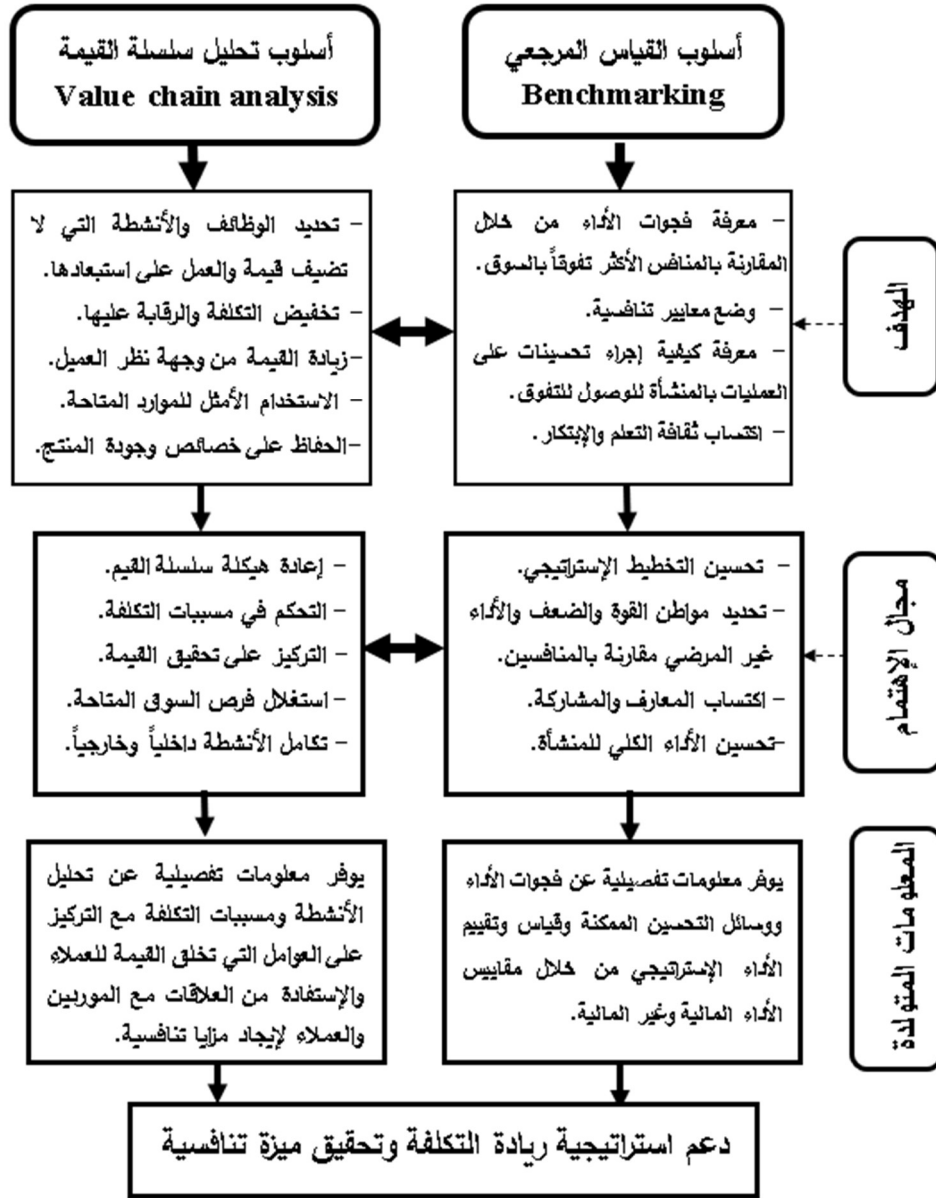 أسلوب القياس المرجعي
Benchmarking
أسلوب تحليل سلسلة القيمة
Value chain analysis
الهدف
– معرفة فجوات الأداء من خلال
المقارنة بالمنافس الأكثر تفوقاً بالسوق.
– وضع معايير تنافسية.
– معرفة كيفية إجراء تحسينات على
العمليات بالمنشأة للوصول للتفوق.
– اكتساب ثقافة التعلم والإبتكار.
– تحديد الوظائف والأنشطة التي لا
تضيف قيمة والعمل على استبعادها.
– تخفيض التكلفة والرقابة عليها.
–زيادة القيمة من وجهة نظر العميل.
– الاستخدام الأمثل للموارد المتاحة.
–الحفاظ على خصائص وجودة المنتج.
مجال الإهتمام
– تحسين التخطيط الإستراتيجي.
– تحديد مواطن القوة والضعف والأداء
غير المرضي مقارنة بالمنافسين.
– اكتساب المعارف والمشاركة.
–تحسين الأداء الكلي للمنشأة.
– إعادة هيكلة سلسلة القيم.
– التحكم في مسببات التكلفة.
– التركيز على تحقيق القيمة.
– استغلال فرص السوق المتاحة.
– تكامل الأنشطة داخلياً وخارجياً.
المعلومات المتولدة
يوفر معلومات تفصيلية عن فجوات الأداء
ووسائل التحسين الممكنة وقياس وتقييم
الأداء الإستراتيجي من خلال مقاييس
الأداء المالية وغير المالية.
يوفر معلومات تفصيلية عن تحليل
الأنشطة ومسببات التكلفة مع التركيز
على العوامل التي تخلق القيمة للعملاء
والإستفادة من العلاقات مع الموربين
والعملاء لإيجاد مزايا تنافسية.
دعم استراتيجية ريادة التكلفة وتحقيق ميزة تنافسية